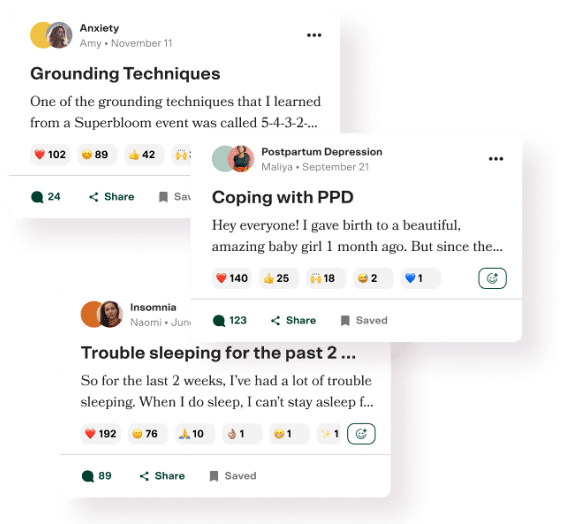 Anxiety
Amy • November 11
Grounding Techniques
One of the grounding techniques that I learned
from a Superbloom event was called 5-4-3-2-...
102 89 42
24 Share
Postpartum Depression
Maliya • September 21
Coping with PPD
Hey everyone! I gave birth to a beautiful,
amazing baby girl 1 month ago. But since the...
140 25 18 2 1
123 Share Saved
Insomnia
Naomi •
Trouble sleeping for the past 2 ...
So for the last 2 weeks, I've had a lot of trouble
sleeping. When I do sleep, I can't stay asleep f...
192 76 10 1 1 1
89 Share Saved